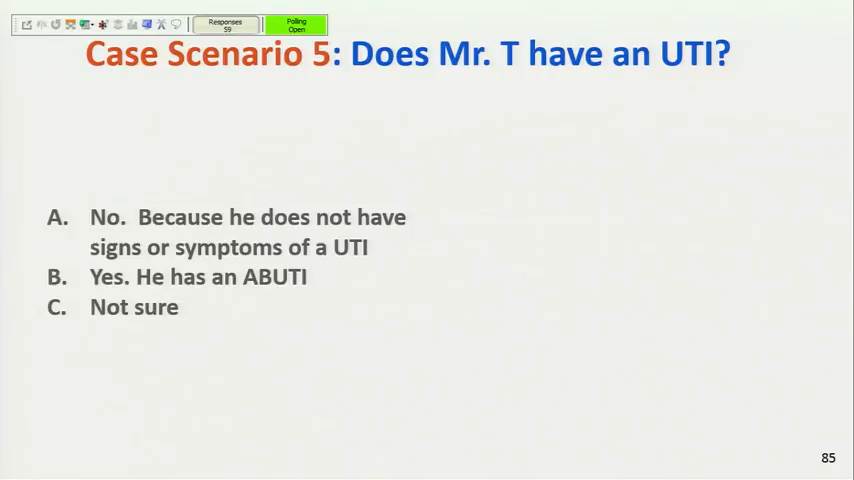 Responses
59
Polling
Open
Case Scenario 5: Does Mr. T have an UTI?
A. No. Because he does not have
signs or symptoms of a UTI
B. Yes. He has an ABUTI
C. Not sure
85